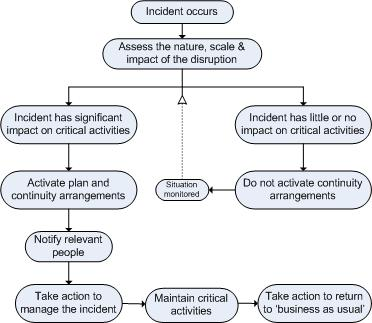 Incident occurs
Assess the nature, scale &
impact of the disruption
Incident has significant
impact on critical activities
Incident has little or no
impact on critical activities
Activate plan and
continuity arrangements
Situation
monitored
Do not activate continuity
arrangements
Notify relevant
people
Take action to
manage the incident
Maintain critical
activities
Take action to return
to ‘business as usual’